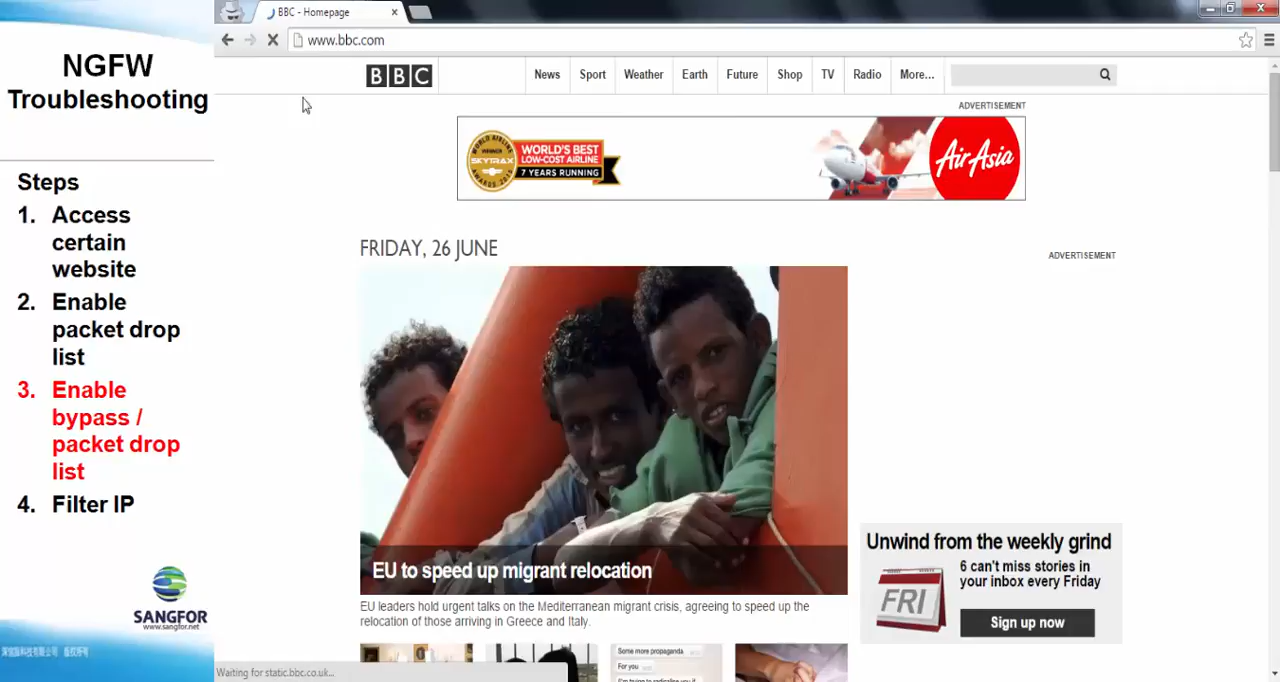 NGFW
Troubleshooting
Steps
1. Access
certain
website
2. Enable
packet drop
list
3. Enable
bypass /
packet drop
list
4. Filter IP
SANGFOR
www.sangfor.net
BBC - Homepage
www.bbc.com
BBC
News
Sport
Weather
Earth
Future
Shop
TV
Radio
More...
ADVERTISEMENT
WORLD'S BEST
LOW-COST AIRLINE
7 YEARS RUNNING
SKYTRAX
AirAsia
FRIDAY, 26 JUNE
ADVERTISEMENT
EU to speed up migrant relocation
EU leaders hold urgent talks on the Mediterranean migrant crisis, agreeing to speed up the
relocation of those arriving in Greece and Italy.
Unwind from the weekly grind
6 can't miss stories in
your inbox every Friday
FRI
Sign up now
Some more propaganda
For you
Waiting for static.bbc.co.uk...